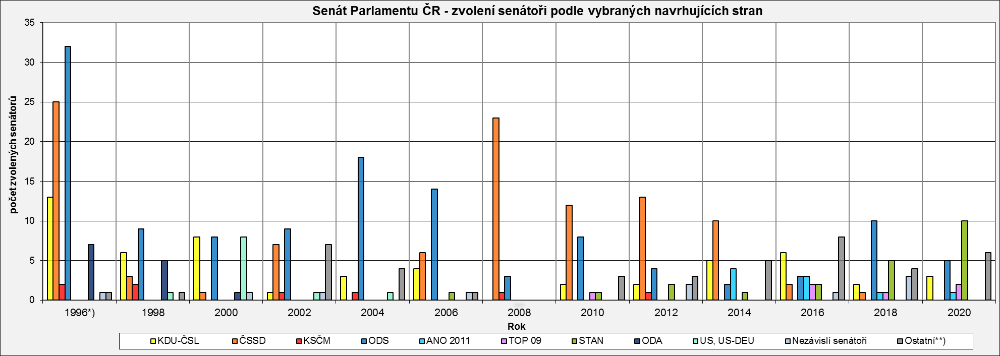 Senát Parlamentu ČR - zvolení senátoři podle vybraných navrhujících stran
počet zvolených senátorů
35
30
25
20
15
10
5
0
1996*) 1998 2000 2002 2004 2006 2008 2010 2012 2014 2016 2018 2020
Rok
KDU-ČSL ČSSD KSČM ODS ANO 2011 TOP 09 STAN ODA US, US-DEU Nezávislí senátoři Ostatní**)